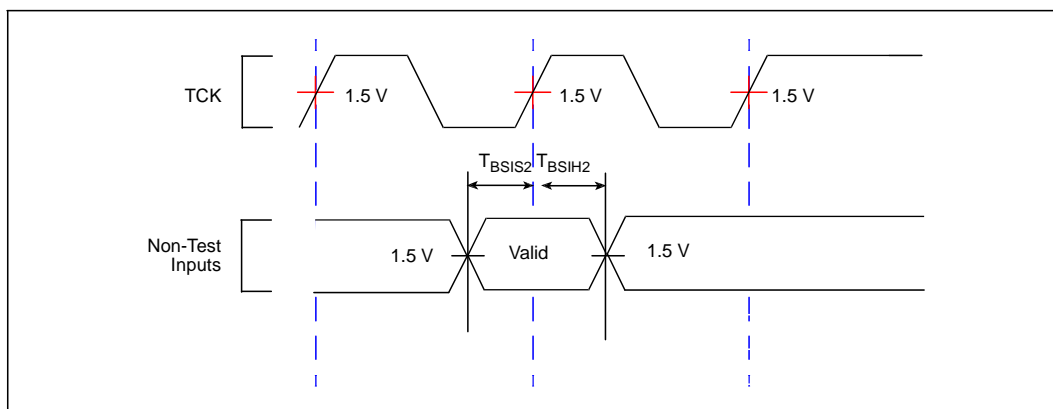 TCK
1.5 V
1.5 V
1.5 V
TBSIS2
TBSIH2
Non-Test
Inputs
1.5 V
Valid
1.5 V